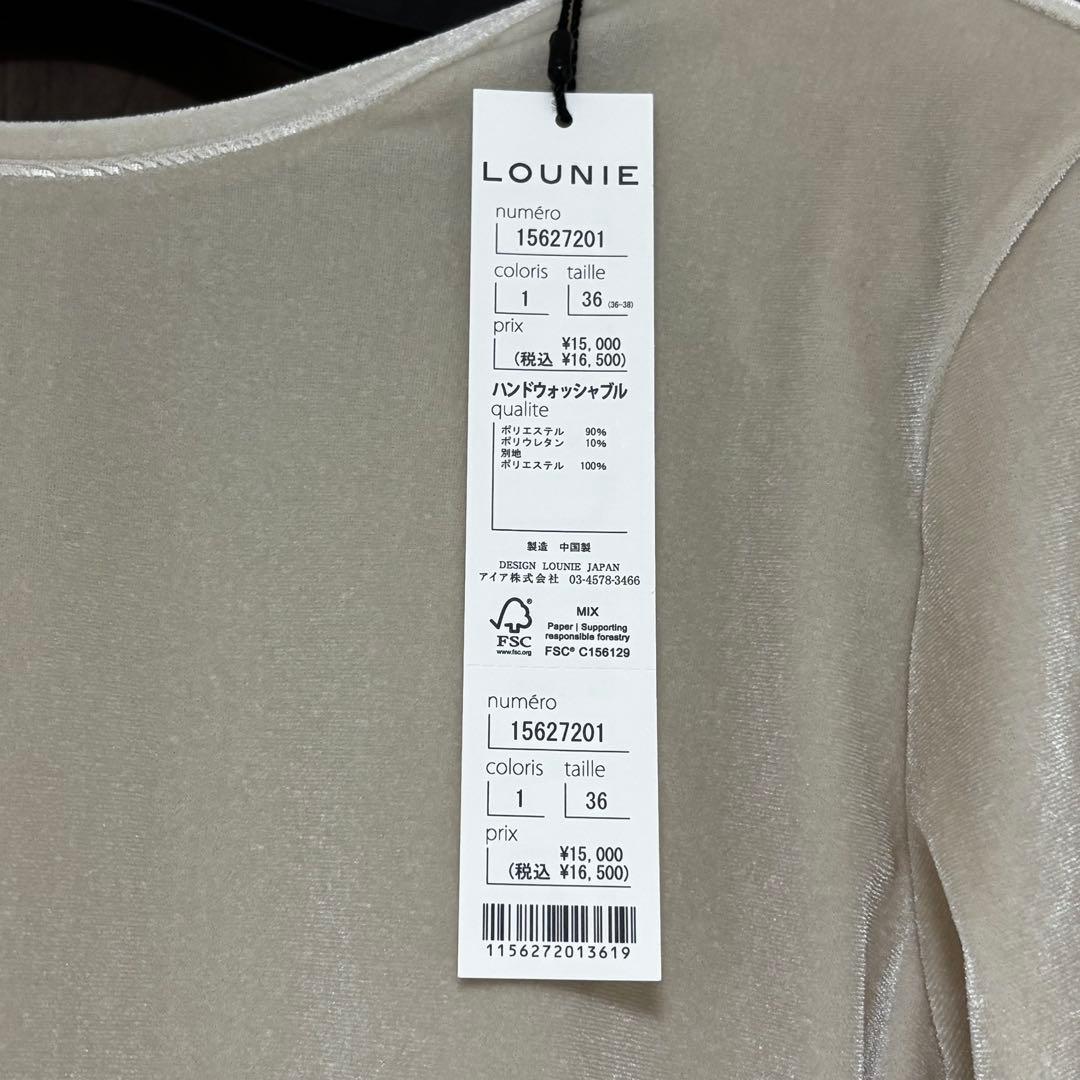 LOUNIE
numéro
15627201
coloris taille
1 36 (36-38)
prix
¥15,000
(税込 ¥16,500)
ハンドウォッシャブル
qualite
ポリエステル 90%
ポリウレタン 10%
別地
ポリエステル 100%
製造 中国製
DESIGN LOUNIE JAPAN
アイア株式会社 03-4578-3466
FSC®
www.fsc.org
MIX
Paper | Supporting
responsible forestry
FSC® C156129
numéro
15627201
coloris taille
1 36
prix
¥15,000
(税込 ¥16,500)
1156272013619